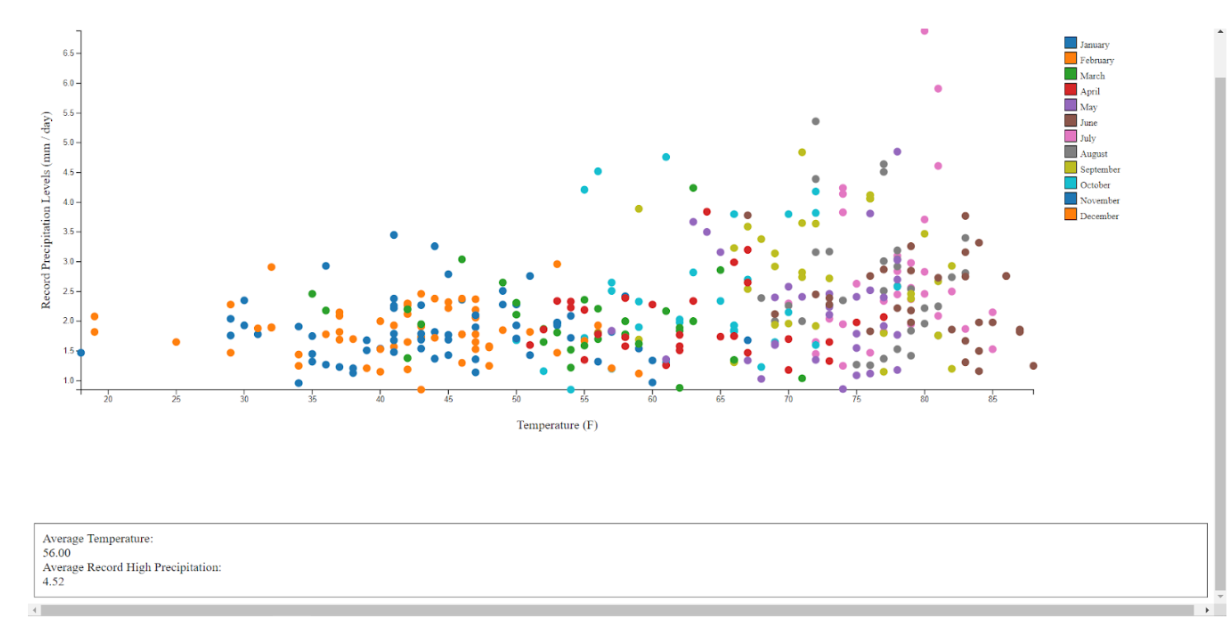 6.5
6.0
5.5
5.0
4.5
4.0
3.5
3.0
2.5
2.0
1.5
1.0
Record Precipitation Levels (mm / day)
20 25 30 35 40 45 50 55 60 65 70 75 80 85
Temperature (F)
January
February
March
April
May
June
July
August
September
October
November
December
Average Temperature:
56.00
Average Record High Precipitation:
4.52